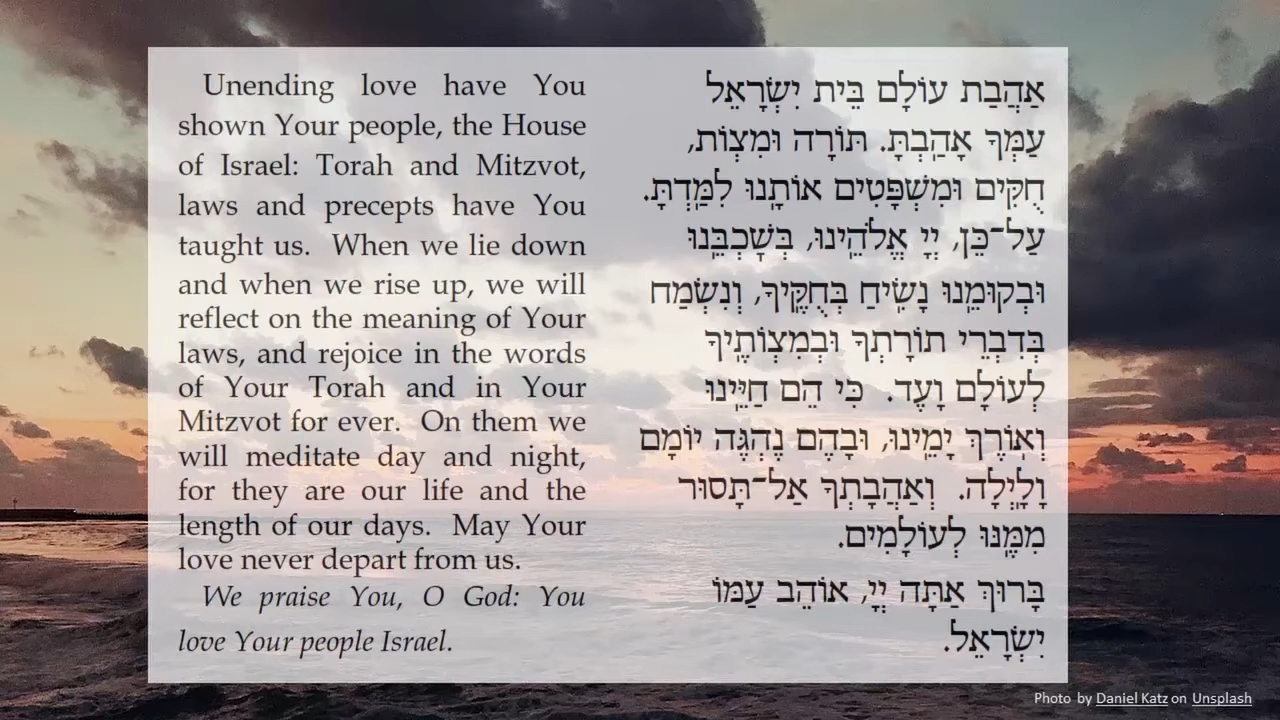 Unending love have You
shown Your people, the House
of Israel: Torah and Mitzvot,
laws and precepts have You
taught us. When we lie down
and when we rise up, we will
reflect on the meaning of Your
laws, and rejoice in the words
of Your Torah and in Your
Mitzvot for ever. On them we
will meditate day and night,
for they are our life and the
length of our days. May Your
love never depart from us.
We praise You, O God: You
love Your people Israel.
אַהֲבַת עוֹלָם בֵּית יִשְׂרָאֵל
עַמְּךָ אָהַֽבְתָּ. תּוֹרָה וּמִצְוֹת,
חֻקִּים וּמִשְׁפָּטִים אוֹתָֽנוּ לִמַּֽדְתָּ.
עַל־כֵּן, יְיָ אֱלֹהֵֽינוּ, בְּשָׁכְבֵּֽנוּ
וּבְקוּמֵֽנוּ נָשִֽׂיחַ בְּחֻקֶּֽיךָ, וְנִשְׂמַח
בְּדִבְרֵי תוֹרָתְךָ וּבְמִצְוֹתֶֽיךָ
לְעוֹלָם וָעֶד. כִּי הֵם חַיֵּֽינוּ
וְאֹֽרֶךְ יָמֵֽינוּ, וּבָהֶם נֶהְגֶּה יוֹמָם
וָלָֽיְלָה. וְאַהֲבָתְךָ אַל־תָּסוּר
מִמֶּֽנּוּ לְעוֹלָמִים.
בָּרוּךְ אַתָּה יְיָ, אוֹהֵב עַמּוֹ
יִשְׂרָאֵל.
Photo by Daniel Katz on Unsplash